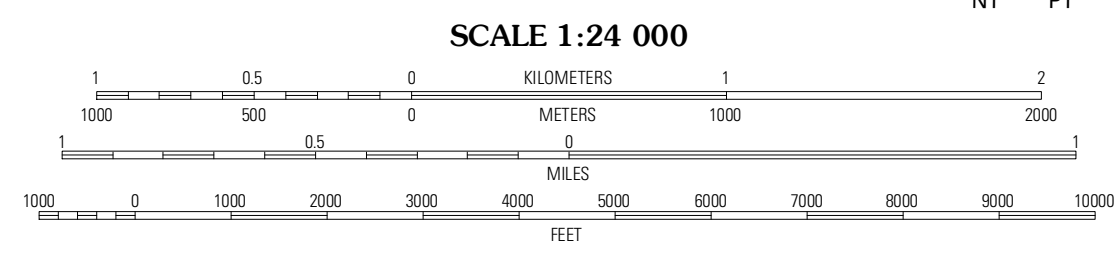 SCALE 1:24 000
1 0.5 0 KILOMETERS 1 2
1000 500 0 METERS 1000 2000
1 0.5 0 1
MILES
1000 0 1000 2000 3000 4000 5000 6000 7000 8000 9000 10000
FEET